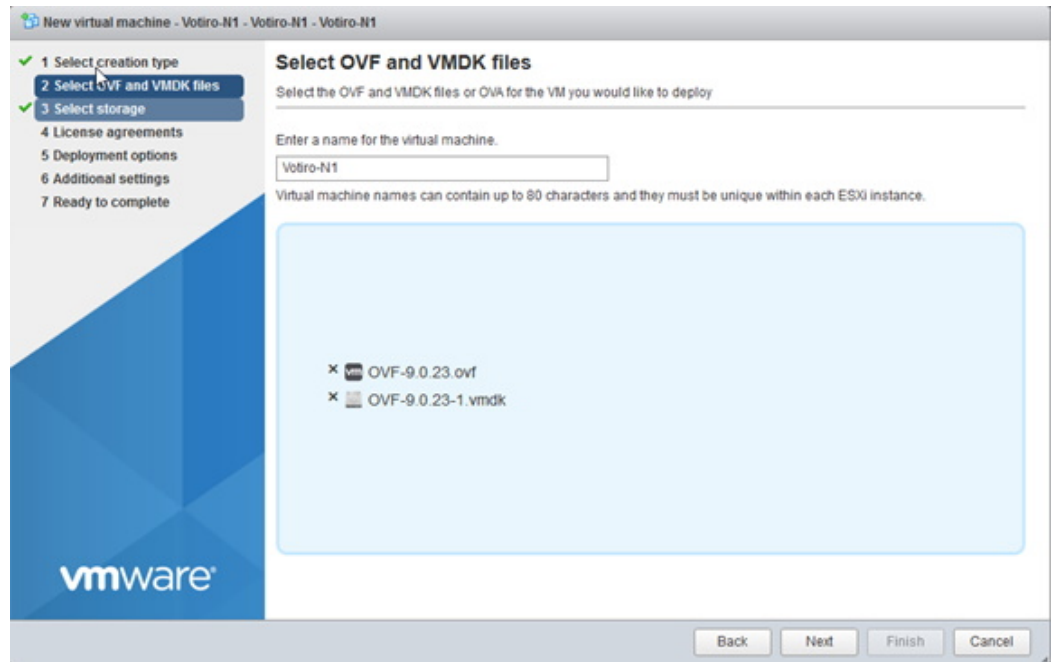 New virtual machine - Votiro-N1 - Votiro-N1 - Votiro-N1
1 Select creation type
2 Select OVF and VMDK files
3 Select storage
4 License agreements
5 Deployment options
6 Additional settings
7 Ready to complete
Select OVF and VMDK files
Select the OVF and VMDK files or OVA for the VM you would like to deploy
Enter a name for the virtual machine.
Votiro-N1
Virtual machine names can contain up to 80 characters and they must be unique within each ESXi instance.
× vm OVF-9.0.23.ovf
× OVF-9.0.23-1.vmdk
vmware®
Back Next Finish Cancel